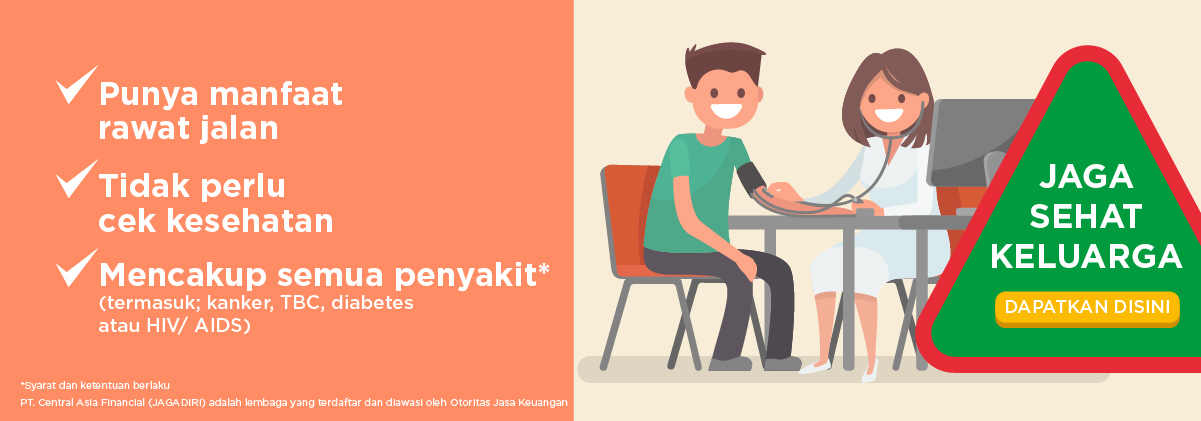 Punya manfaat
rawat jalan
Tidak perlu
cek kesehatan
Mencakup semua penyakit*
(termasuk; kanker, TBC, diabetes
atau HIV/ AIDS)
*Syarat dan ketentuan berlaku
PT. Central Asia Financial (JAGADIRI) adalah lembaga yang terdaftar dan diawasi oleh Otoritas Jasa Keuangan
JAGA
SEHAT
KELUARGA
DAPATKAN DISINI